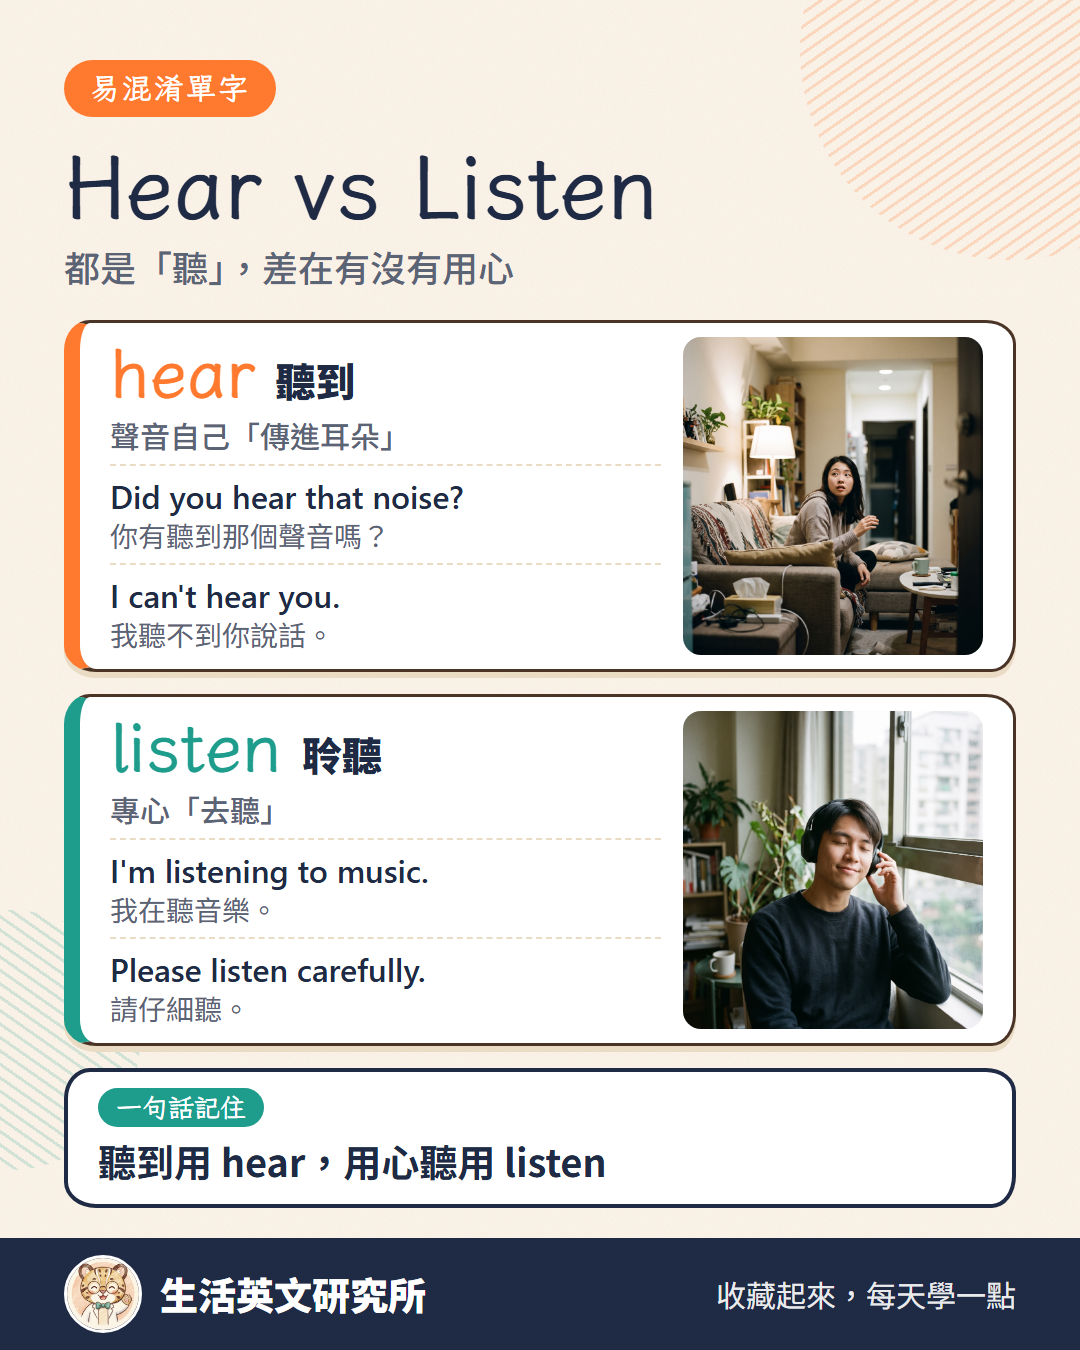 易混淆單字
Hear vs Listen
都是「聽」，差在有沒有用心
hear 聽到
聲音自己「傳進耳朵」
Did you hear that noise?
你有聽到那個聲音嗎？
I can't hear you.
我聽不到你說話。
listen 聆聽
專心「去聽」
I'm listening to music.
我在聽音樂。
Please listen carefully.
請仔細聽。
一句話記住
聽到用 hear，用心聽用 listen
生活英文研究所
收藏起來，每天學一點